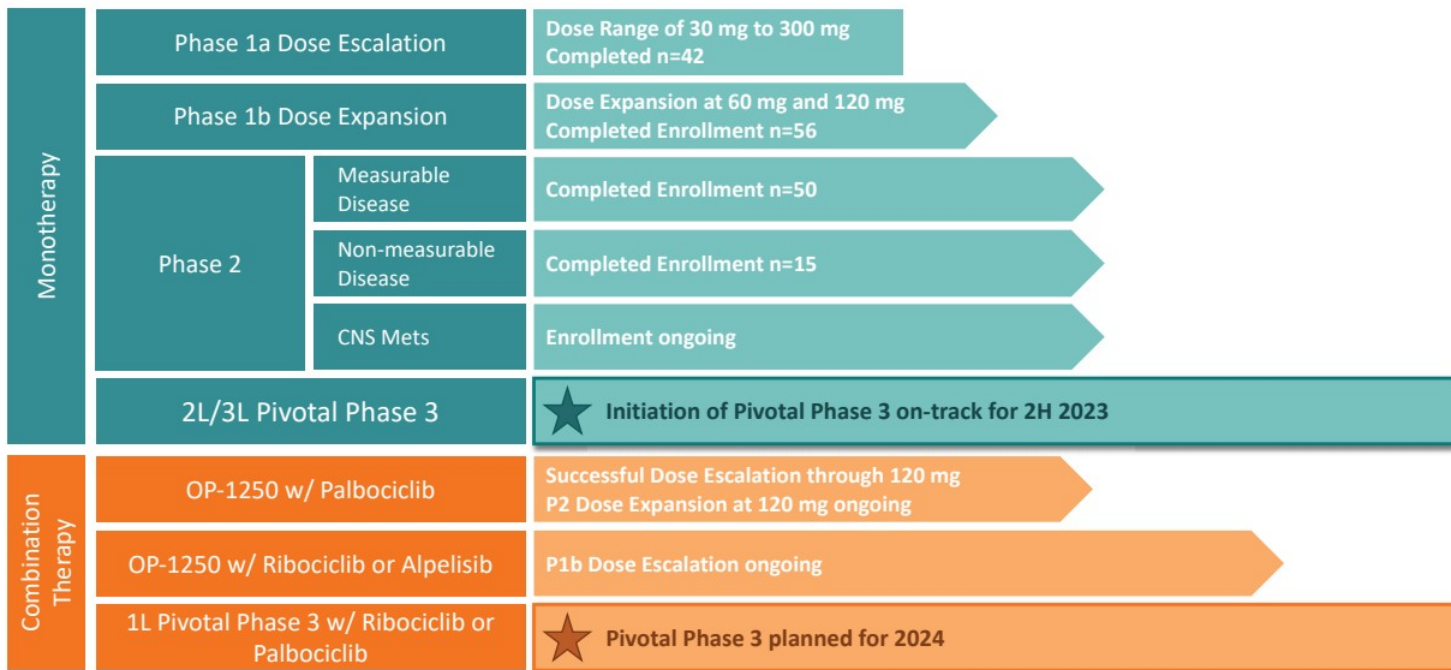 Monotherapy
Phase 1a Dose Escalation
Dose Range of 30 mg to 300 mg
Completed n=42
Phase 1b Dose Expansion
Dose Expansion at 60 mg and 120 mg
Completed Enrollment n=56
Phase 2
Measurable
Disease
Completed Enrollment n=50
Non-measurable
Disease
Completed Enrollment n=15
CNS Mets
Enrollment ongoing
2L/3L Pivotal Phase 3
Initiation of Pivotal Phase 3 on-track for 2H 2023
Combination
Therapy
OP-1250 w/ Palbociclib
Successful Dose Escalation through 120 mg
P2 Dose Expansion at 120 mg ongoing
OP-1250 w/ Ribociclib or Alpelisib
P1b Dose Escalation ongoing
1L Pivotal Phase 3 w/ Ribociclib or
Palbociclib
Pivotal Phase 3 planned for 2024